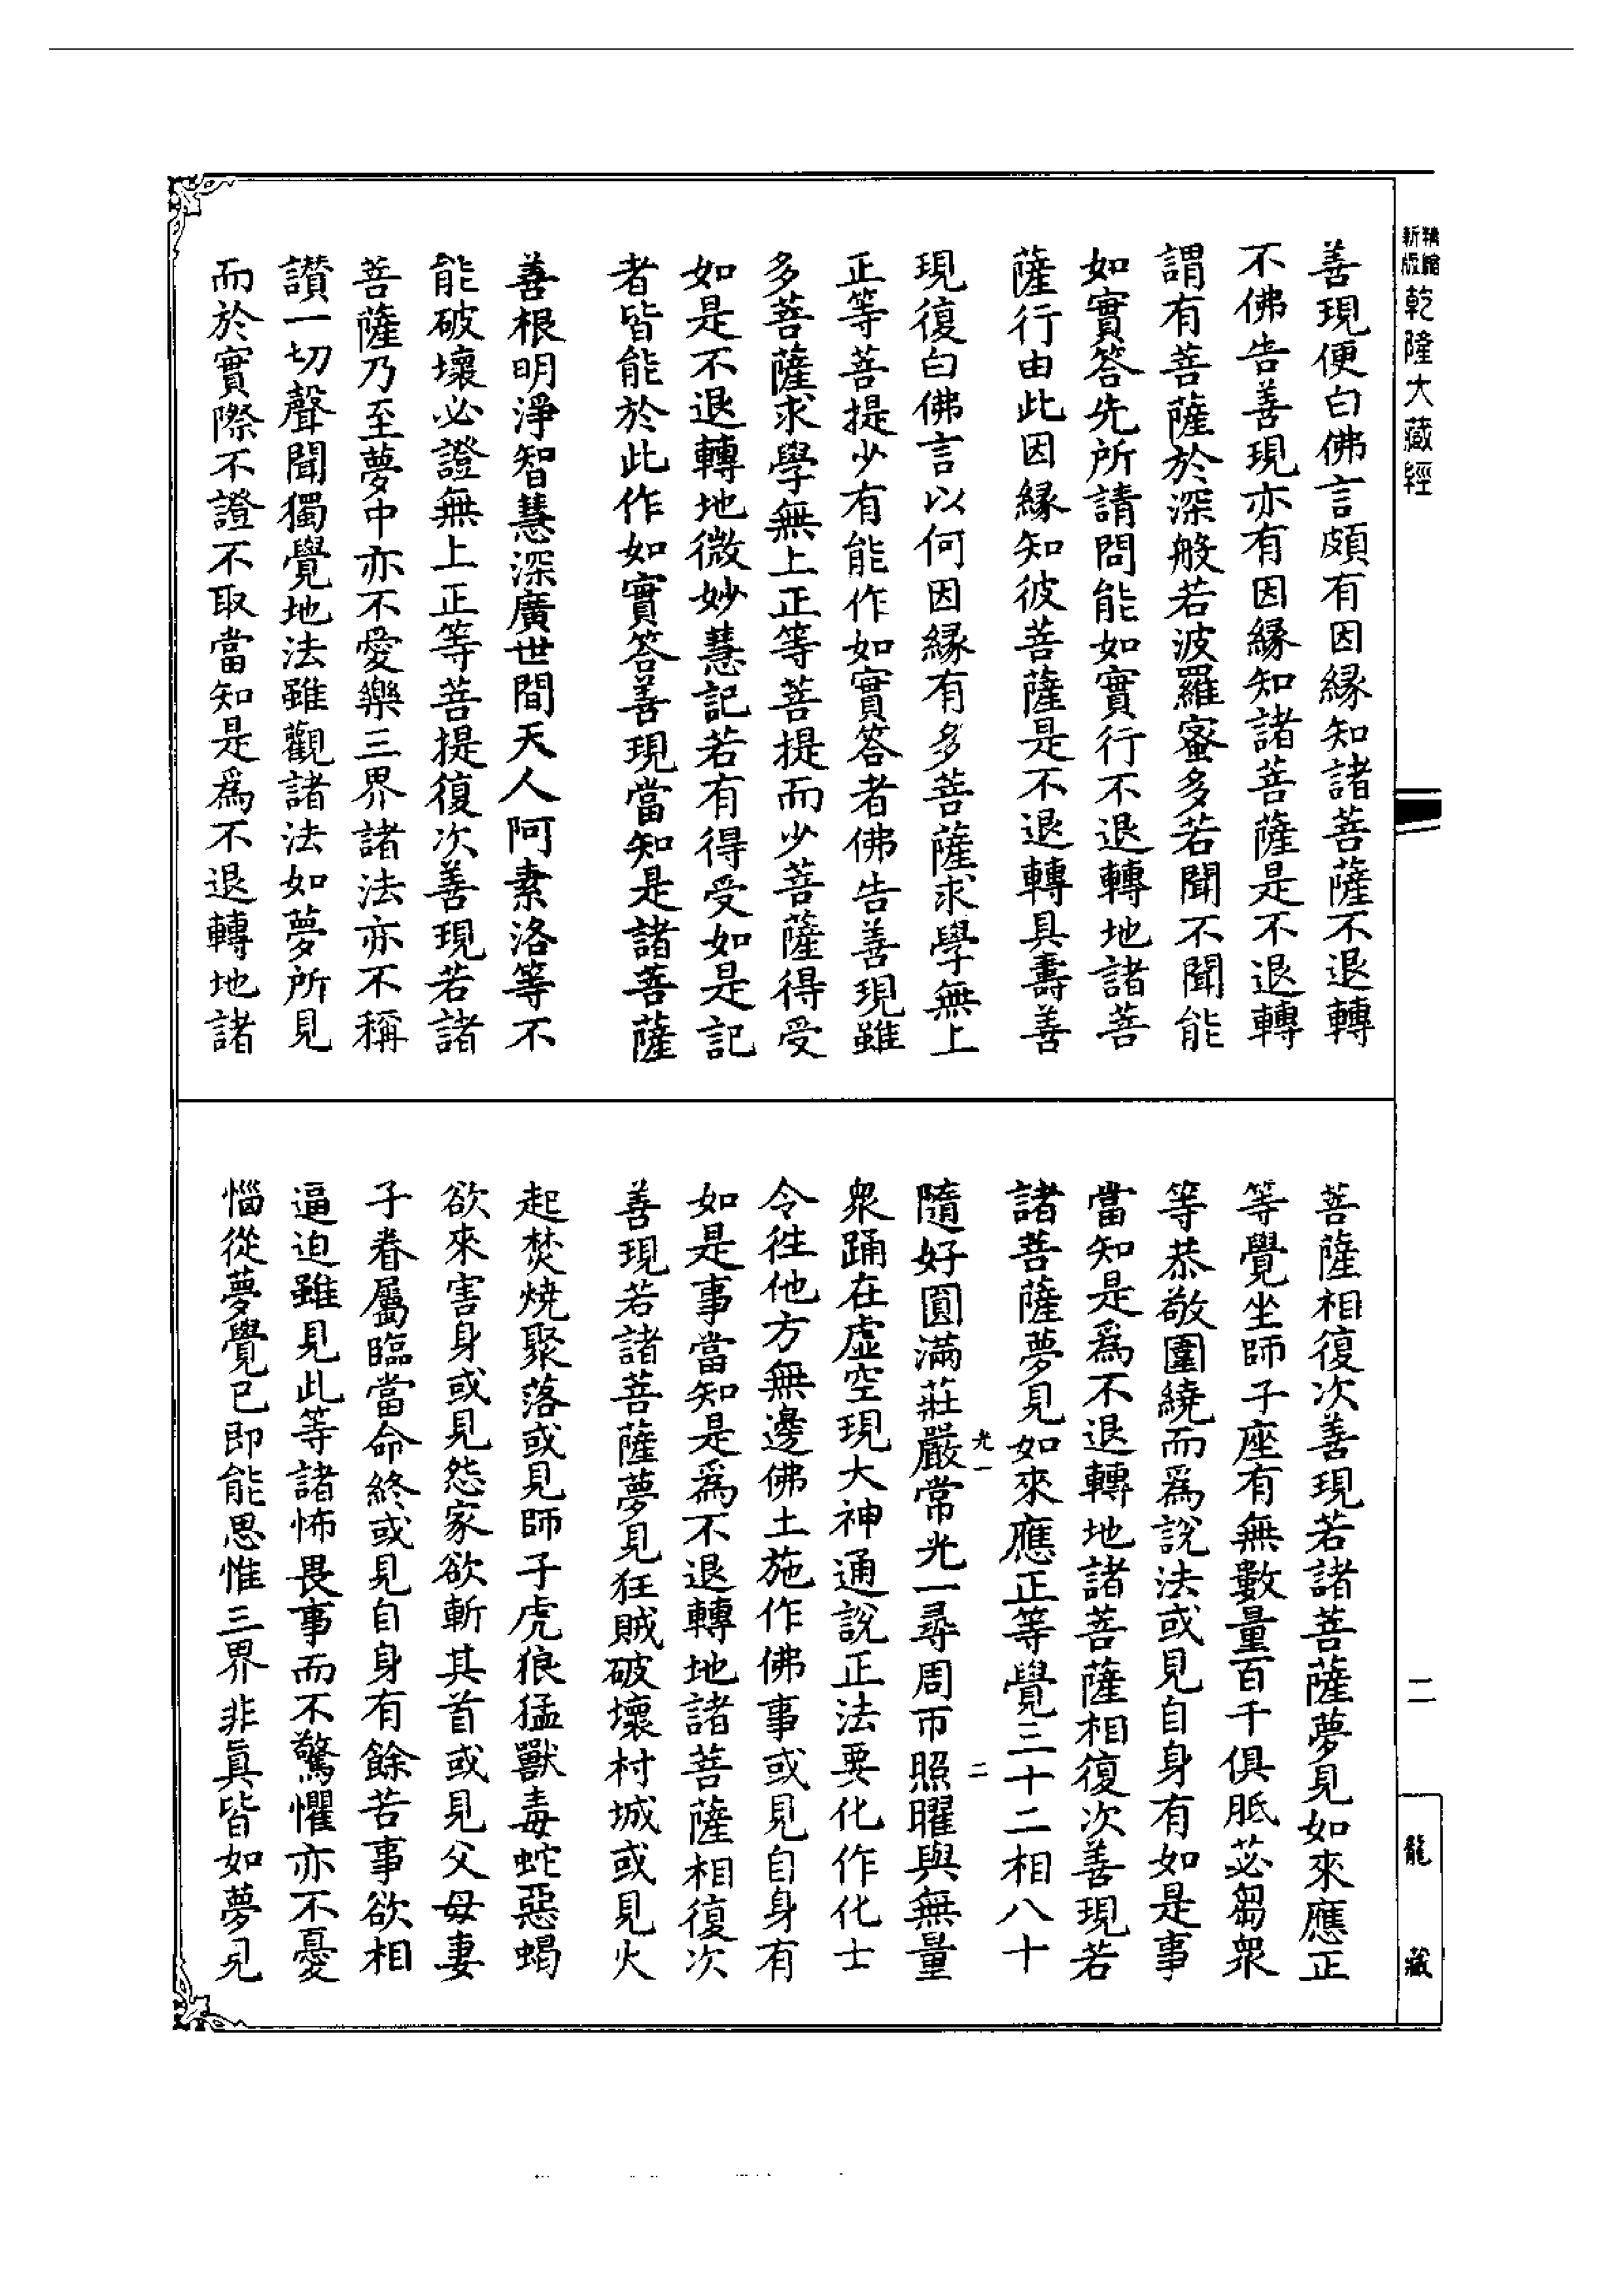 精縮新版乾隆大藏經
善現便白佛言頗有因緣知諸菩薩不退轉
不佛告善現亦有因緣知諸菩薩是不退轉
謂有菩薩於深般若波羅蜜多若聞不聞能
如實答先所請問能如實行不退轉地諸菩
薩行由此因緣知彼菩薩是不退轉具壽善
現復白佛言以何因緣有多菩薩求學無上
正等菩提少有能作如實答者佛告善現雖
多菩薩求學無上正等菩提而少菩薩得受
如是不退轉地微妙慧記若有得受如是記
者皆能於此作如實答善現當知是諸菩薩
善根明淨智慧深廣世間天人阿素洛等不
能破壞必證無上正等菩提復次善現若諸
菩薩乃至夢中亦不愛樂三界諸法亦不稱
讚一切聲聞獨覺地法雖觀諸法如夢所見
而於實際不證不取當知是爲不退轉地諸
菩薩相復次善現若諸菩薩夢見如來應正
等覺坐師子座有無數量百千俱胝苾芻衆
等恭敬圍繞而爲說法或見自身有如是事
當知是爲不退轉地諸菩薩相復次善現若
諸菩薩夢見如來應正等覺三十二相八十
光一 二
隨好圓滿莊嚴常光一尋周帀照曜與無量
衆踊在虛空現大神通說正法要化作化士
令往他方無邊佛土施作佛事或見自身有
如是事當知是爲不退轉地諸菩薩相復次
善現若諸菩薩夢見狂賊破壞村城或見火
起焚燒聚落或見師子虎狼猛獸毒蛇惡蝎
欲來害身或見怨家欲斬其首或見父母妻
子眷屬臨當命終或見自身有餘苦事欲相
逼迫雖見此等諸怖畏事而不驚懼亦不憂
惱從夢覺已即能思惟三界非眞皆如夢見
二
龍藏